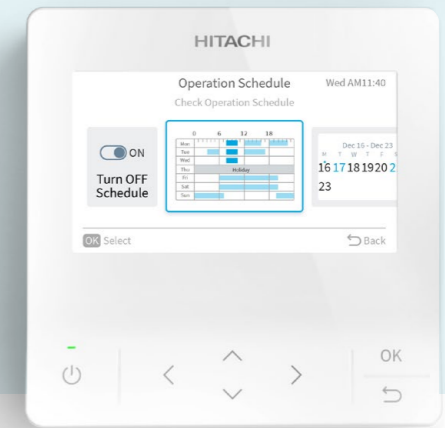 HITACHI
Operation Schedule
Wed AM11:40
Check Operation Schedule
ON
Turn OFF
Schedule
0 6 12 18
Mon
Tue
Wed
Thu Holiday
Fri
Sat
Sun
Dec 16 - Dec 23
M T W T F
16 17 18 19 20 2
23
OK Select
Back
OK